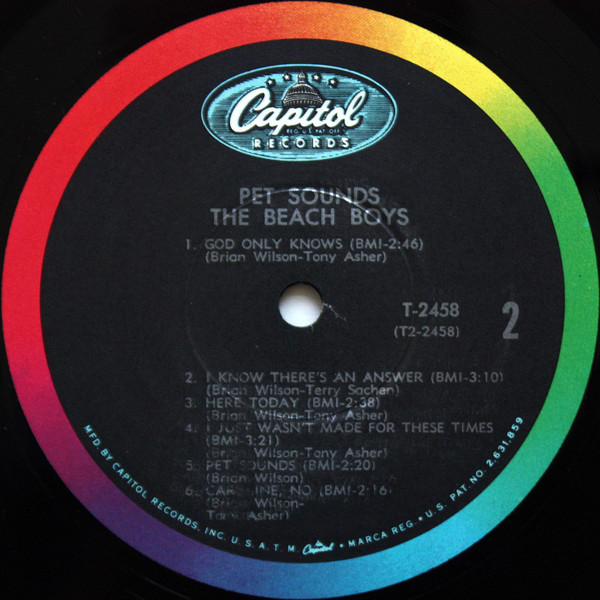 Capitol
REG. U.S. PAT. OFF.
RECORDS
PET SOUNDS
THE BEACH BOYS
1. GOD ONLY KNOWS (BMI-2:46)
(Brian Wilson-Tony Asher)
T-2458
(T2-2458)
2
2. I KNOW THERE'S AN ANSWER (BMI-3:10)
(Brian Wilson-Terry Sachen)
3. HERE TODAY (BMI-2:38)
(Brian Wilson-Tony Asher)
4. I JUST WASN'T MADE FOR THESE TIMES
(BMI-3:21)
(Brian Wilson-Tony Asher)
5. PET SOUNDS (BMI-2:20)
(Brian Wilson)
6. CAROLINE, NO (BMI-2:16)
(Brian Wilson-
Tony Asher)
MFD. BY CAPITOL RECORDS, INC. U.S.A. T.M. Capitol • MARCA REG. • U.S. PAT. NO. 2,631,859